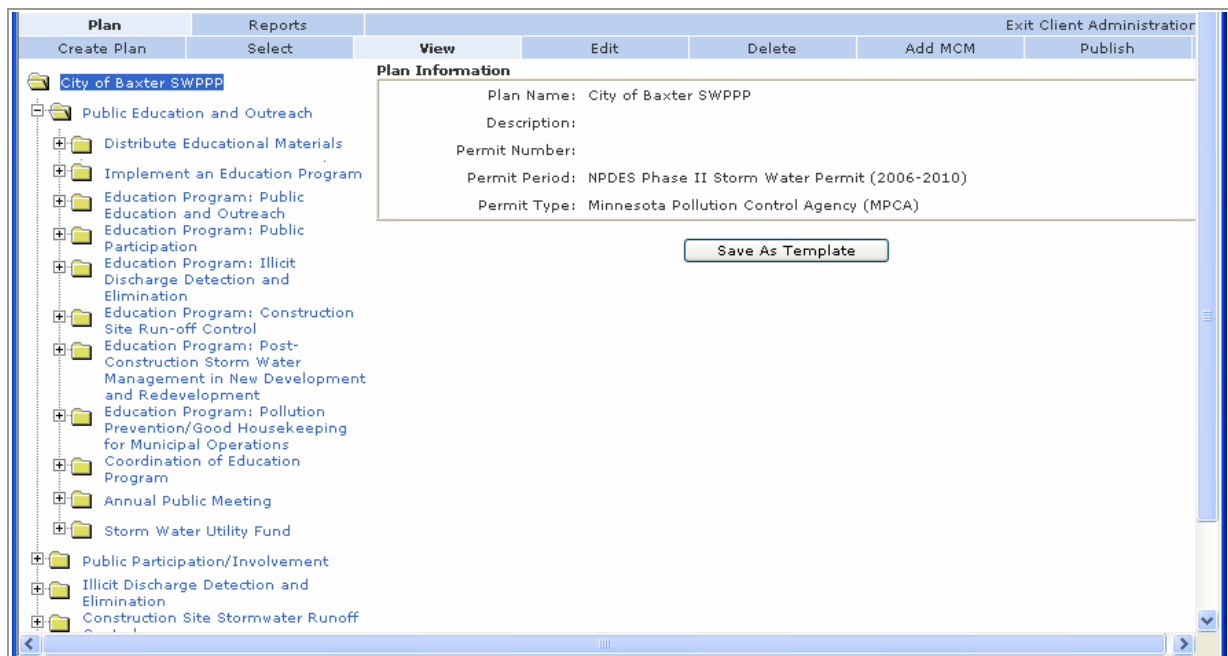 Plan Reports Exit Client Administration
Create Plan Select View Edit Delete Add MCM Publish
City of Baxter SWPPP
Public Education and Outreach
Distribute Educational Materials
Implement an Education Program
Education Program: Public
Education and Outreach
Education Program: Public
Participation
Education Program: Illicit
Discharge Detection and
Elimination
Education Program: Construction
Site Run-off Control
Education Program: Post-
Construction Storm Water
Management in New Development
and Redevelopment
Education Program: Pollution
Prevention/Good Housekeeping
for Municipal Operations
Coordination of Education
Program
Annual Public Meeting
Storm Water Utility Fund
Public Participation/Involvement
Illicit Discharge Detection and
Elimination
Construction Site Stormwater Runoff
Plan Information
Plan Name: City of Baxter SWPPP
Description:
Permit Number:
Permit Period: NPDES Phase II Storm Water Permit (2006-2010)
Permit Type: Minnesota Pollution Control Agency (MPCA)
Save As Template